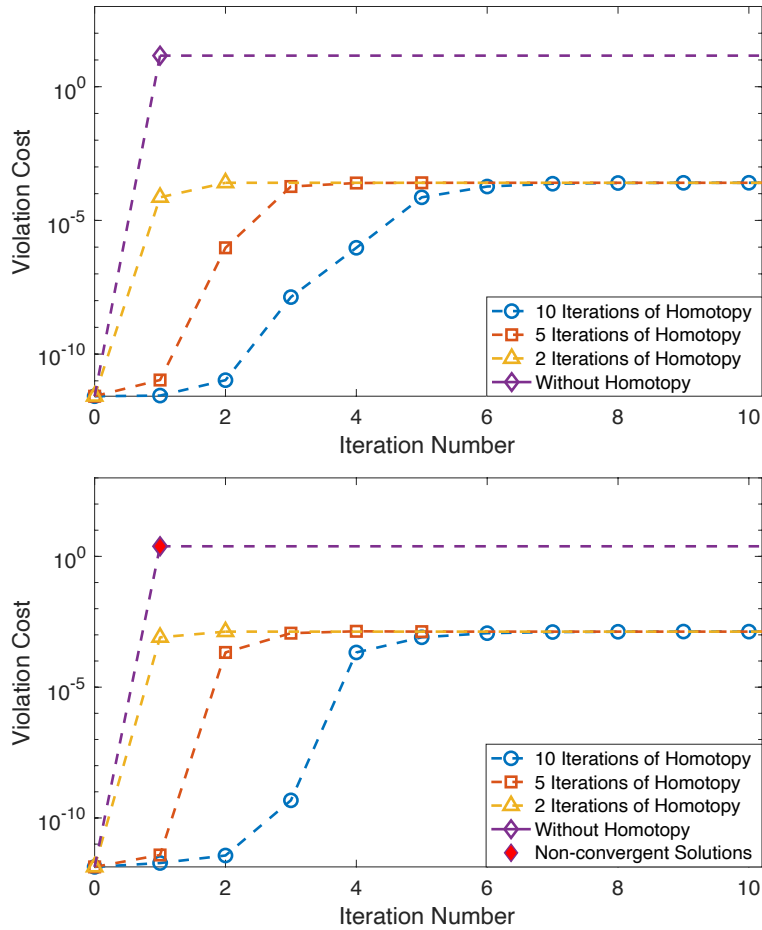 10^0
10^-5
10^-10
Violation Cost
0 2 4 6 8 10
Iteration Number
10 Iterations of Homotopy
5 Iterations of Homotopy
2 Iterations of Homotopy
Without Homotopy
10^0
10^-5
10^-10
Violation Cost
0 2 4 6 8 10
Iteration Number
10 Iterations of Homotopy
5 Iterations of Homotopy
2 Iterations of Homotopy
Without Homotopy
Non-convergent Solutions